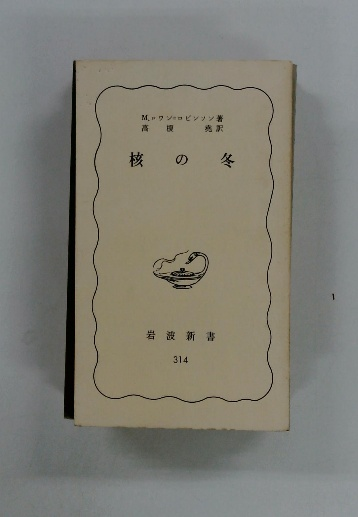 M.ロワン=ロビンソン著
高榎 堯訳
核の冬
岩波新書
314
1